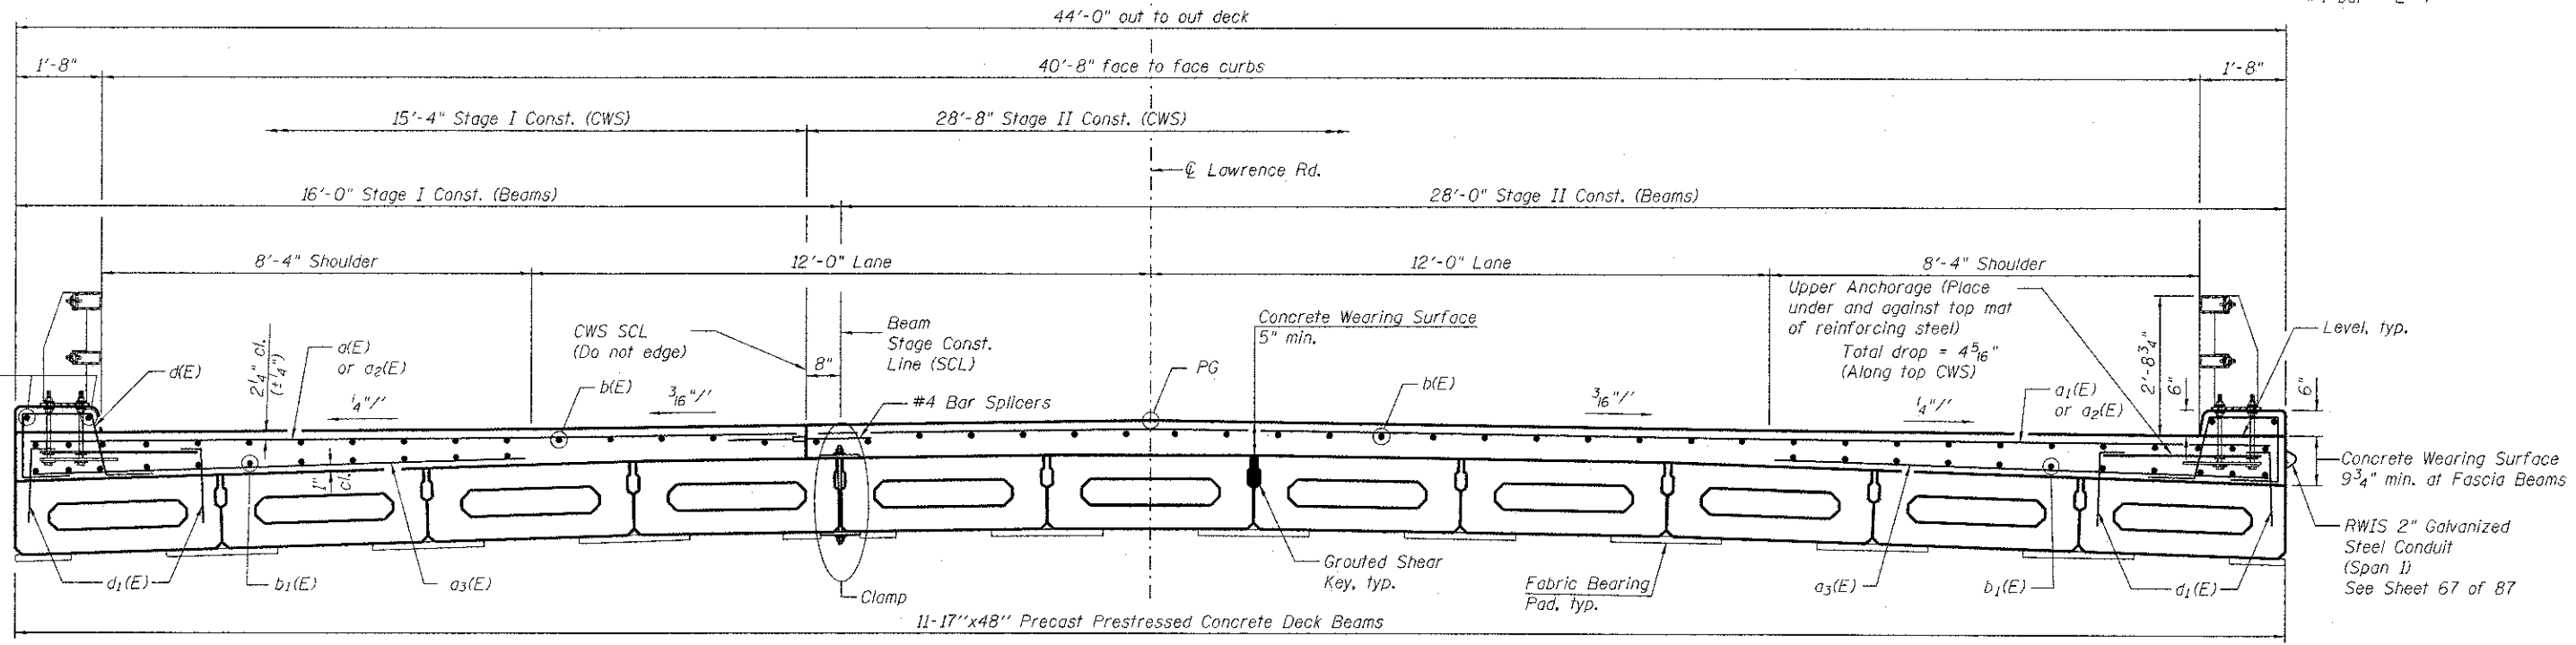 44'-0" out to out deck
1'-8"
40'-8" face to face curbs
1'-8"
15'-4" Stage I Const. (CWS)
28'-8" Stage II Const. (CWS)
℄ Lawrence Rd.
16'-0" Stage I Const. (Beams)
28'-0" Stage II Const. (Beams)
8'-4" Shoulder
12'-0" Lane
12'-0" Lane
8'-4" Shoulder
CWS SCL
(Do not edge)
8"
Beam
Stage Const.
Line (SCL)
Concrete Wearing Surface
5" min.
Upper Anchorage (Place
under and against top mat
of reinforcing steel)
Total drop = 4 5/16"
(Along top CWS)
2'-8 3/4"
6"
6"
Level, typ.
d(E)
a(E)
or a2(E)
2 1/4" cl.
(±1/4")
b(E)
1/4"/'
3/16"/'
#4 Bar Splicers
PG
b(E)
3/16"/'
1/4"/'
a1(E)
or a2(E)
1"
cl.
Concrete Wearing Surface
9 3/4" min. at Fascia Beams
RWIS 2" Galvanized
Steel Conduit
(Span 1)
See Sheet 67 of 87
d1(E)
b1(E)
a3(E)
Clamp
Grouted Shear
Key, typ.
Fabric Bearing
Pad, typ.
a3(E)
b1(E)
d1(E)
11-17"x48" Precast Prestressed Concrete Deck Beams